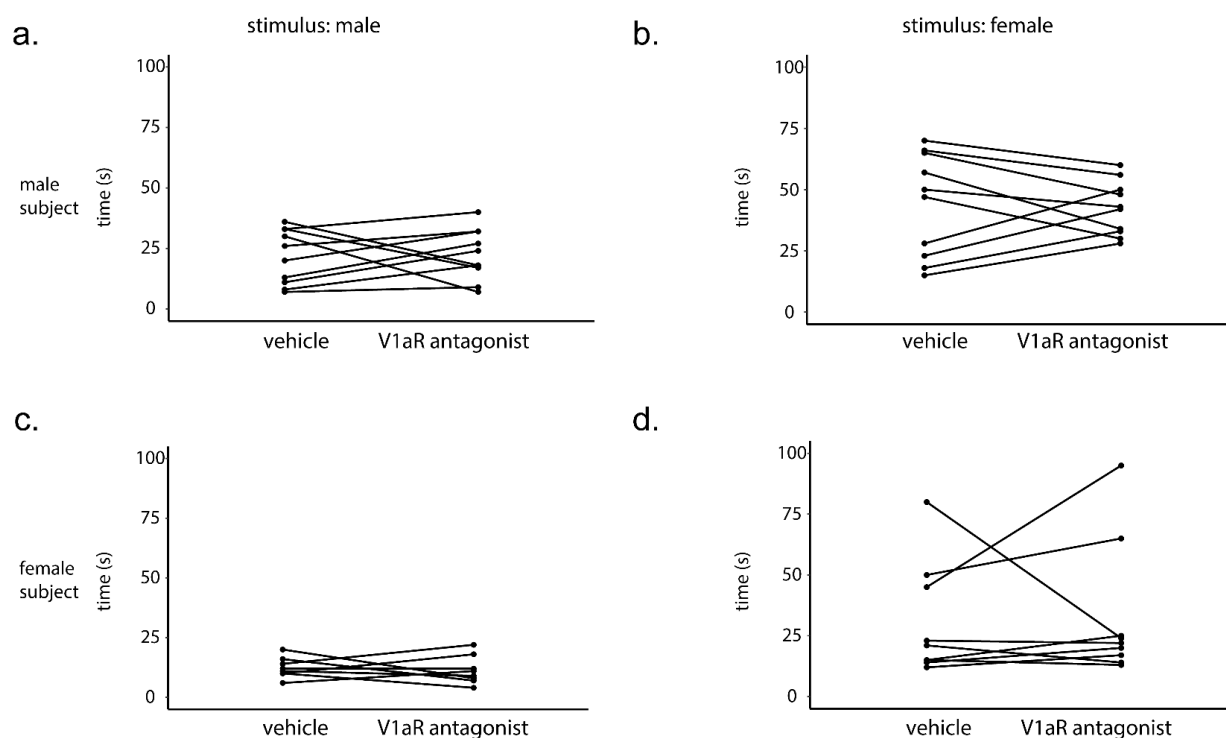 a.
stimulus: male
100
75
50
25
0
time (s)
male
subject
vehicle
V1aR antagonist
b.
stimulus: female
100
75
50
25
0
time (s)
vehicle
V1aR antagonist
c.
100
75
50
25
0
time (s)
female
subject
vehicle
V1aR antagonist
d.
100
75
50
25
0
time (s)
vehicle
V1aR antagonist